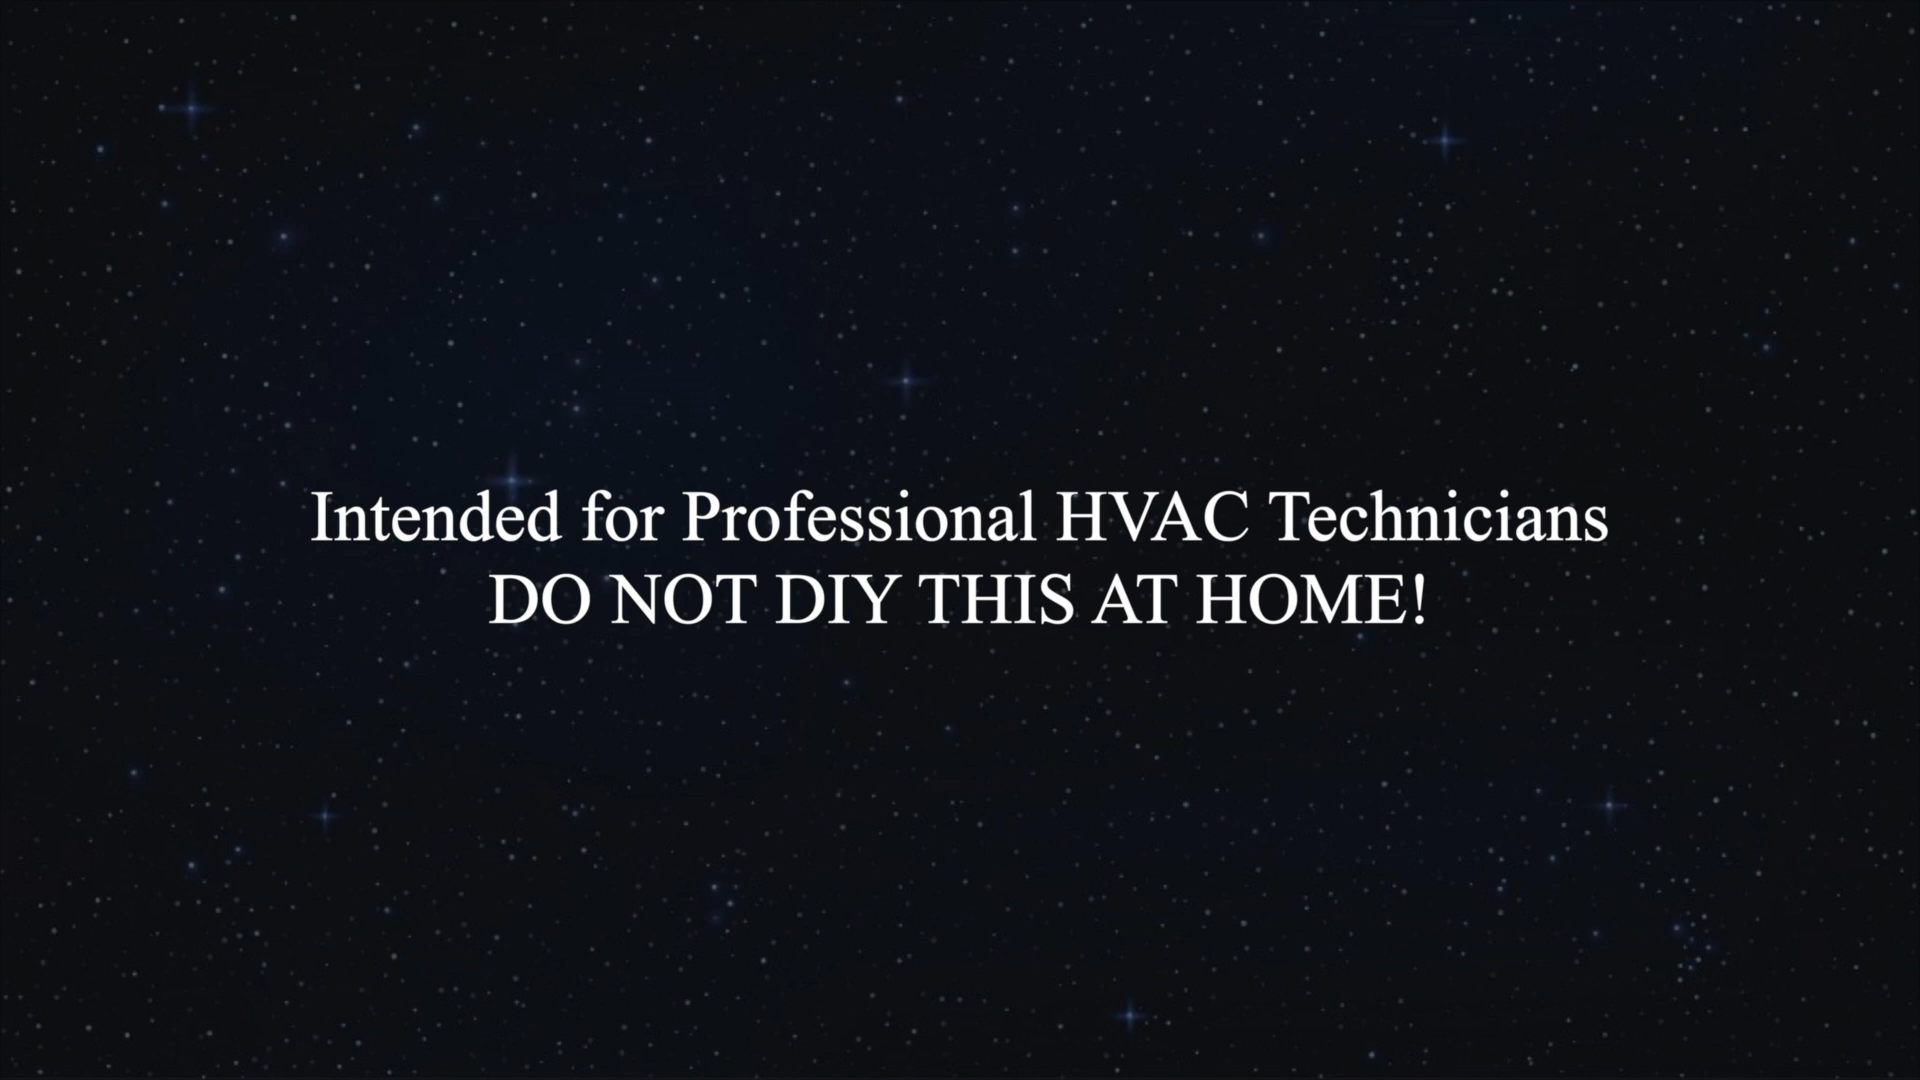 Intended for Professional HVAC Technicians
DO NOT DIY THIS AT HOME!